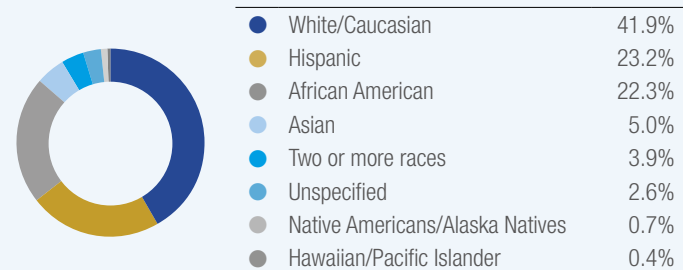 White/Caucasian 41.9%
Hispanic 23.2%
African American 22.3%
Asian 5.0%
Two or more races 3.9%
Unspecified 2.6%
Native Americans/Alaska Natives 0.7%
Hawaiian/Pacific Islander 0.4%